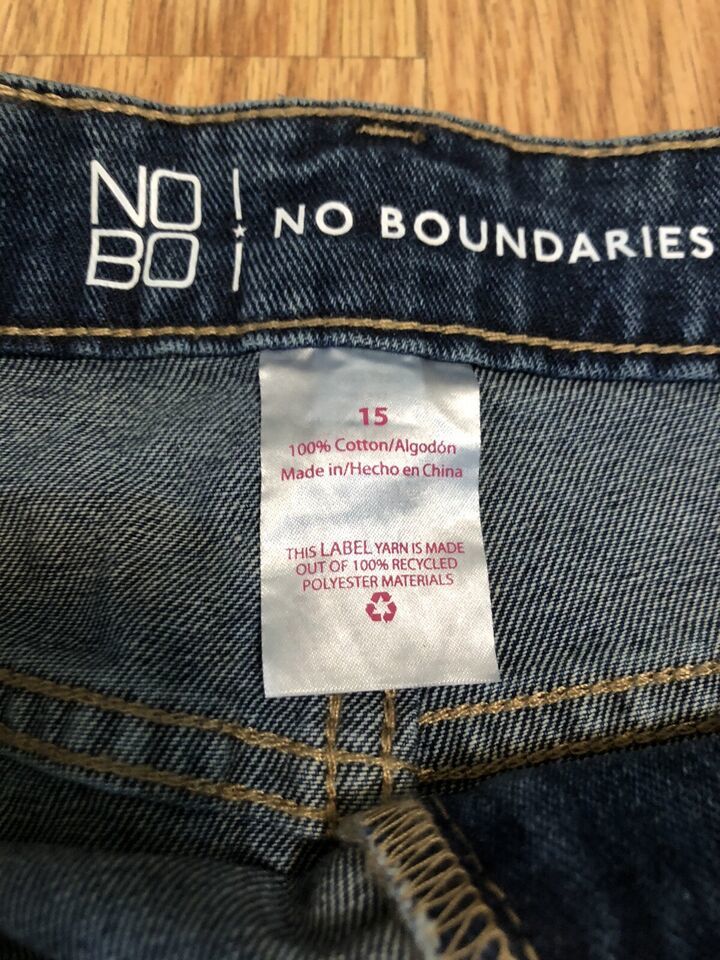 NO
BO
NO BOUNDARIES
15
100% Cotton/Algodón
Made in/Hecho en China
THIS LABEL YARN IS MADE
OUT OF 100% RECYCLED
POLYESTER MATERIALS